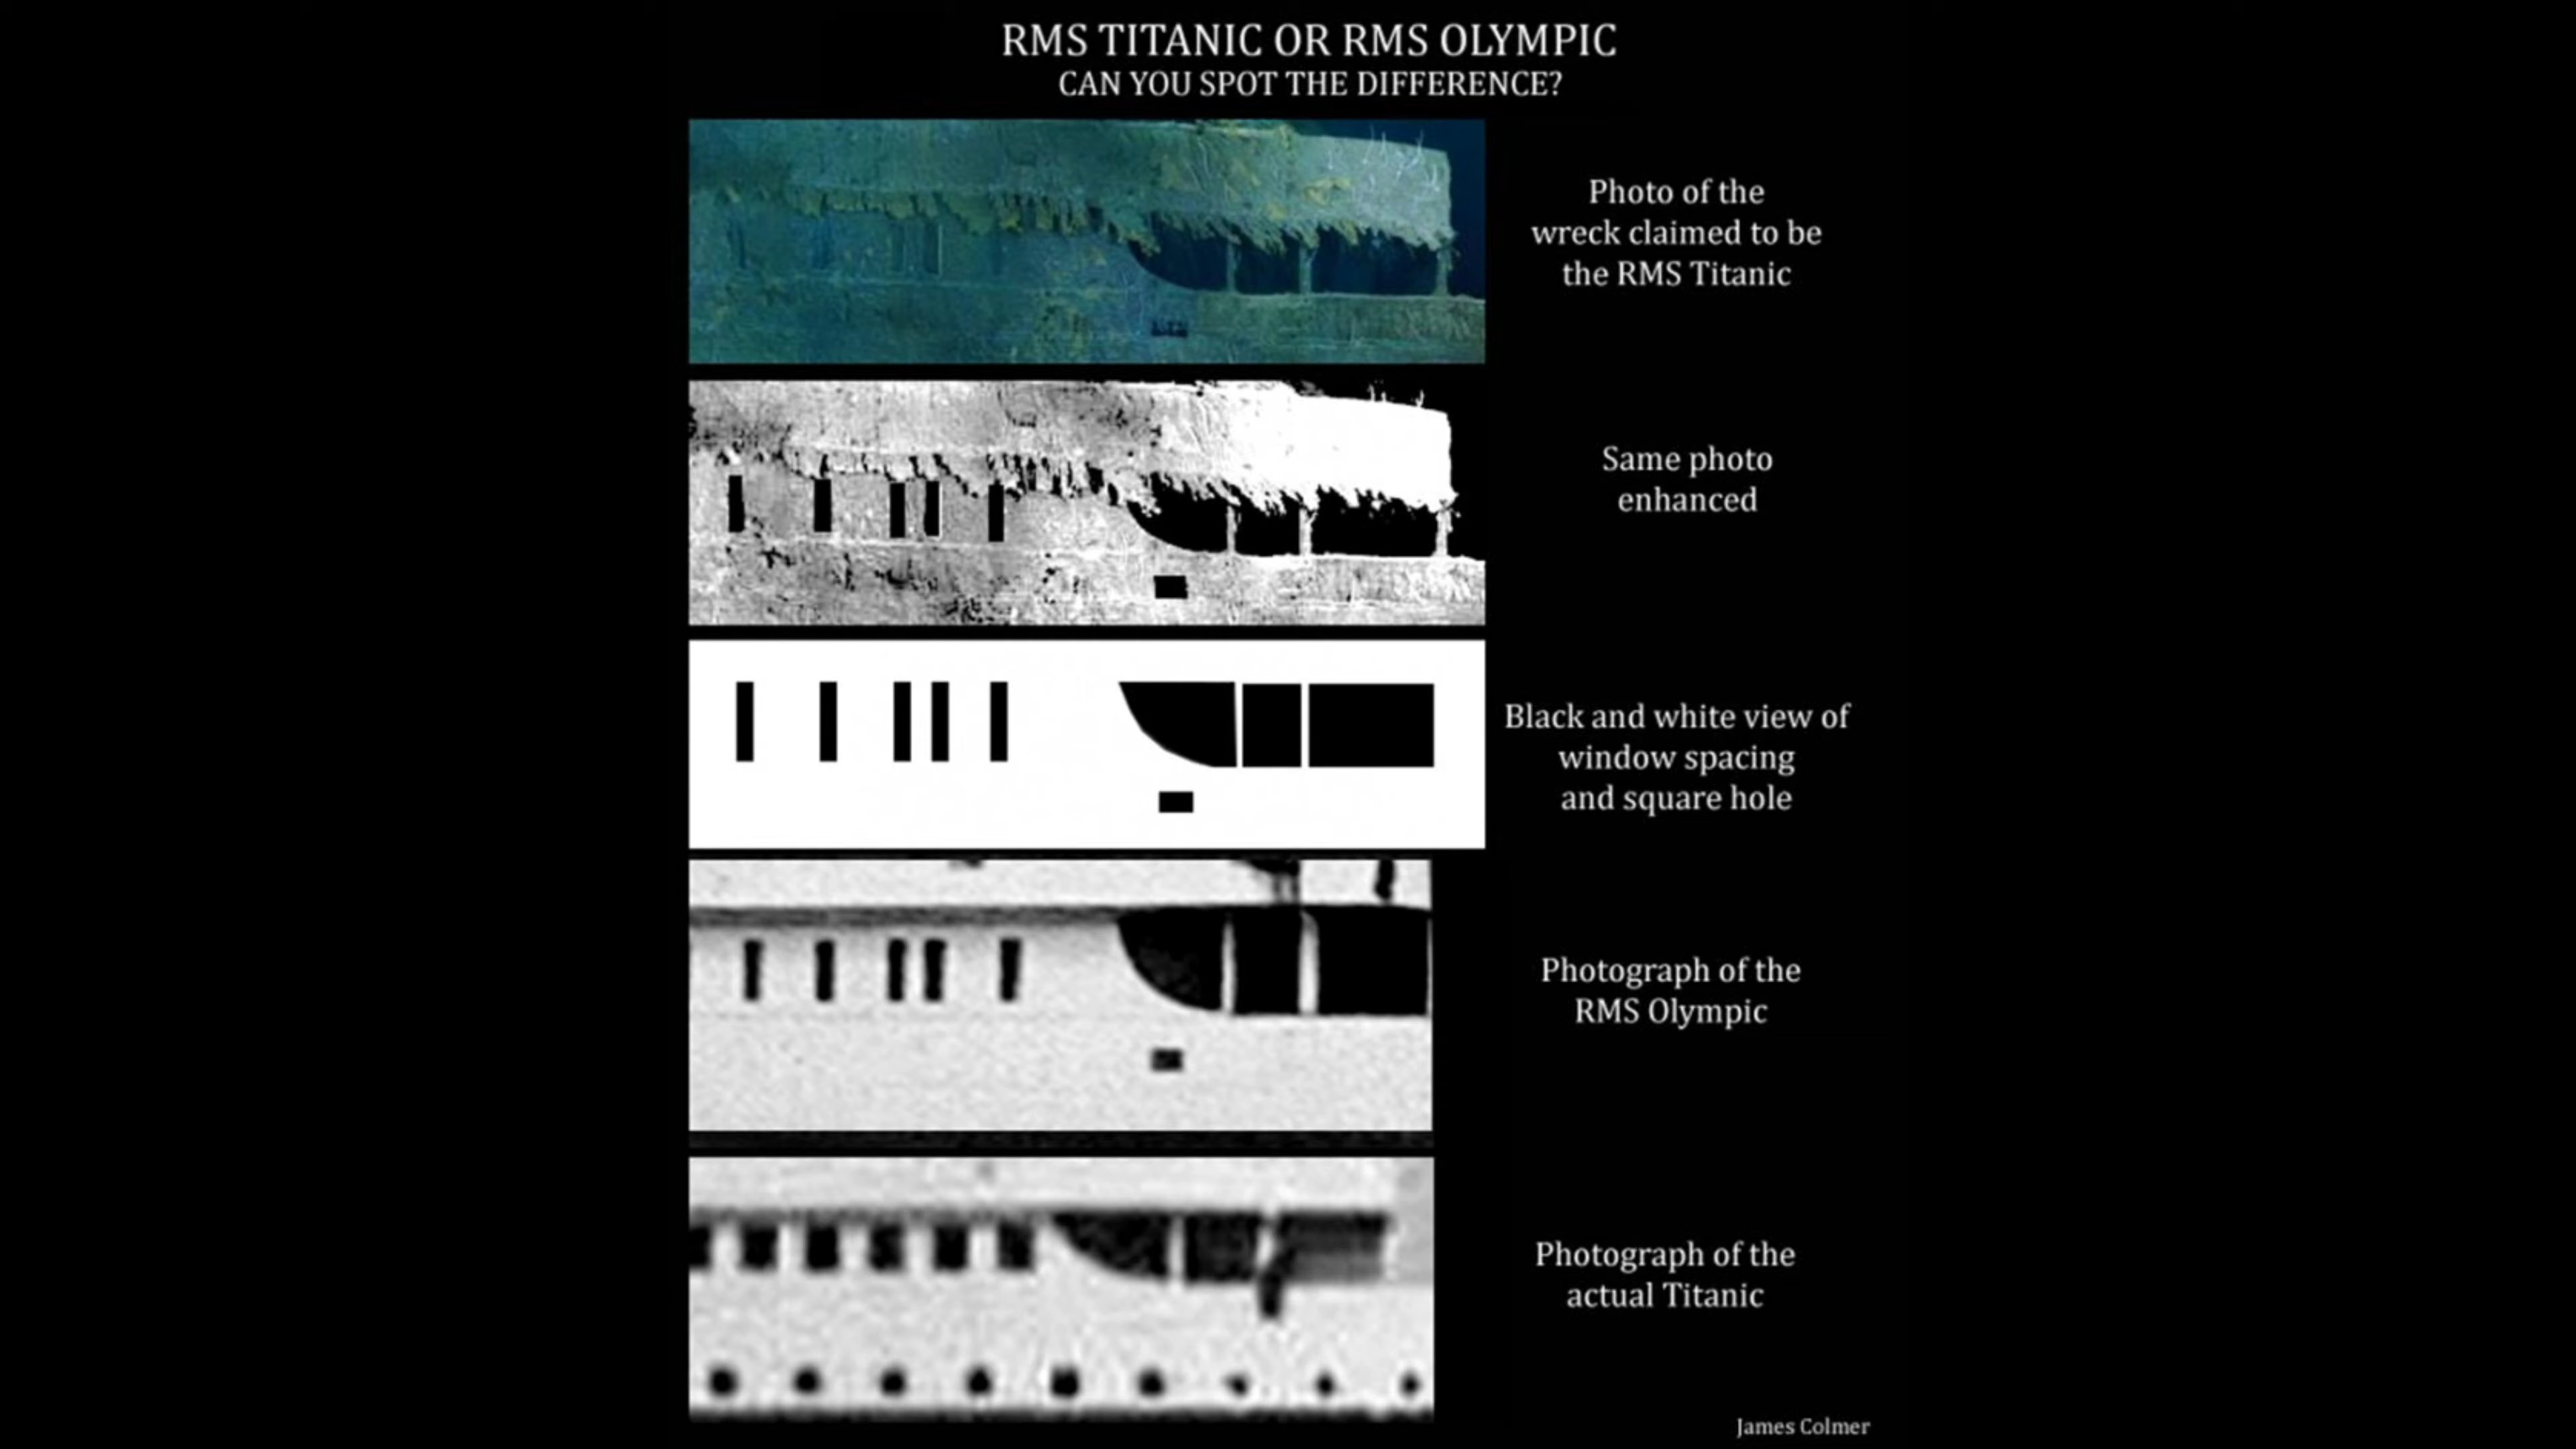 RMS TITANIC OR RMS OLYMPIC
CAN YOU SPOT THE DIFFERENCE?
Photo of the
wreck claimed to be
the RMS Titanic
Same photo
enhanced
Black and white view of
window spacing
and square hole
Photograph of the
RMS Olympic
Photograph of the
actual Titanic
James Colmer